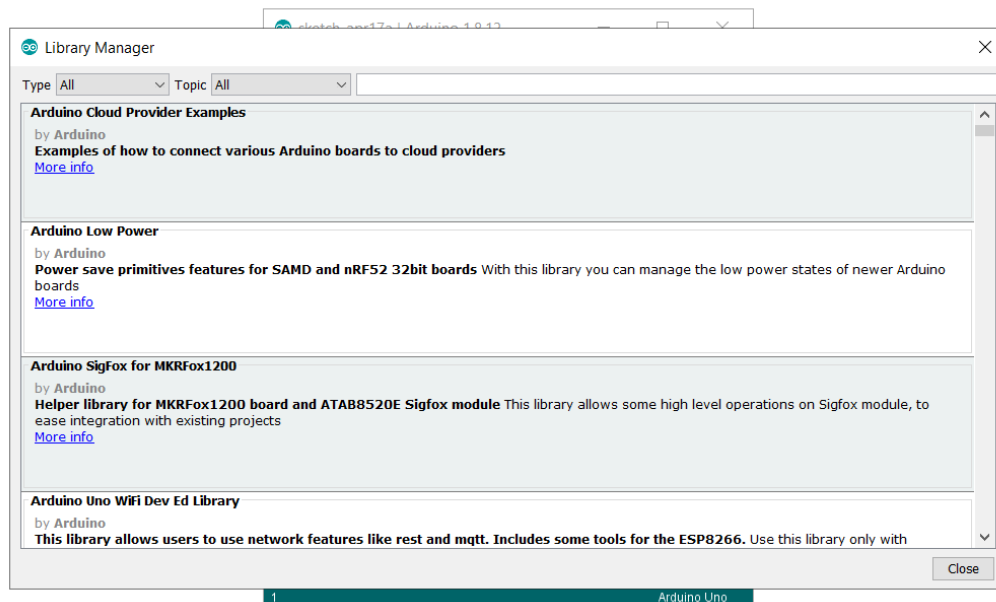 sketch_apr17a | Arduino 1.8.12
Library Manager
Type All Topic All
Arduino Cloud Provider Examples
by Arduino
Examples of how to connect various Arduino boards to cloud providers
More info
Arduino Low Power
by Arduino
Power save primitives features for SAMD and nRF52 32bit boards With this library you can manage the low power states of newer Arduino
boards
More info
Arduino SigFox for MKRFox1200
by Arduino
Helper library for MKRFox1200 board and ATAB8520E Sigfox module This library allows some high level operations on Sigfox module, to
ease integration with existing projects
More info
Arduino Uno WiFi Dev Ed Library
by Arduino
This library allows users to use network features like rest and mqtt. Includes some tools for the ESP8266. Use this library only with
Close
1 Arduino Uno